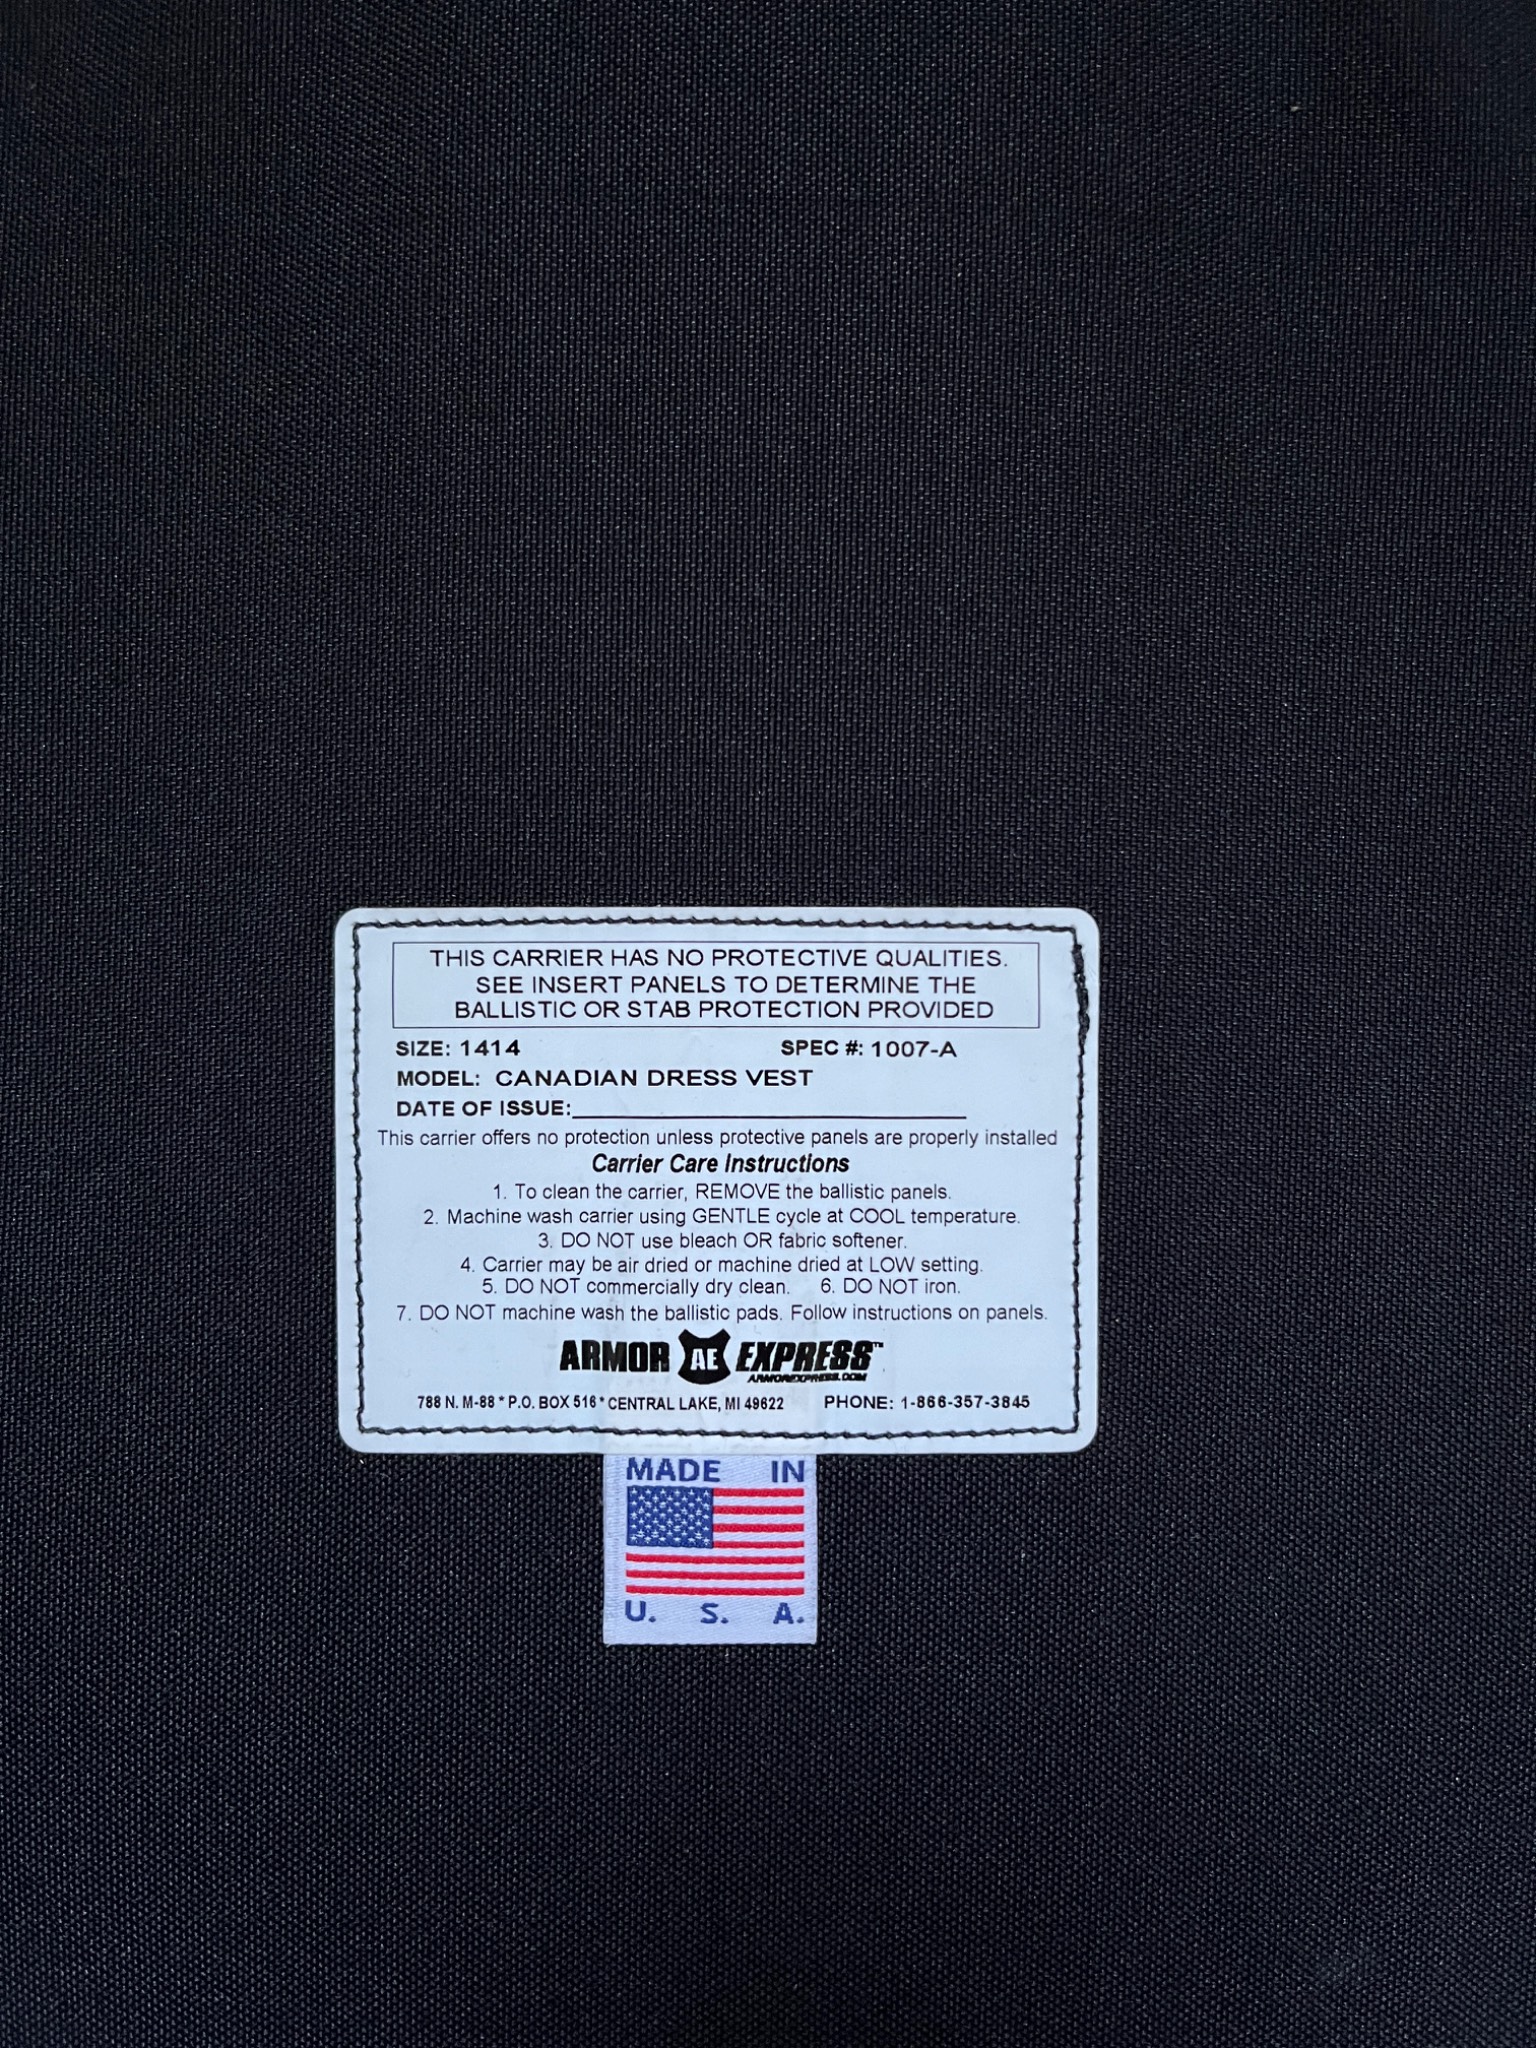 THIS CARRIER HAS NO PROTECTIVE QUALITIES.
SEE INSERT PANELS TO DETERMINE THE
BALLISTIC OR STAB PROTECTION PROVIDED
SIZE: 1414 SPEC #: 1007-A
MODEL: CANADIAN DRESS VEST
DATE OF ISSUE:
This carrier offers no protection unless protective panels are properly installed
Carrier Care Instructions
1. To clean the carrier, REMOVE the ballistic panels.
2. Machine wash carrier using GENTLE cycle at COOL temperature.
3. DO NOT use bleach OR fabric softener.
4. Carrier may be air dried or machine dried at LOW setting.
5. DO NOT commercially dry clean. 6. DO NOT iron.
7. DO NOT machine wash the ballistic pads. Follow instructions on panels.
ARMOR AE EXPRESS™
ARMOREXPRESS.COM
788 N. M-88 * P.O. BOX 516 * CENTRAL LAKE, MI 49622 PHONE: 1-866-357-3845
MADE IN
U. S. A.